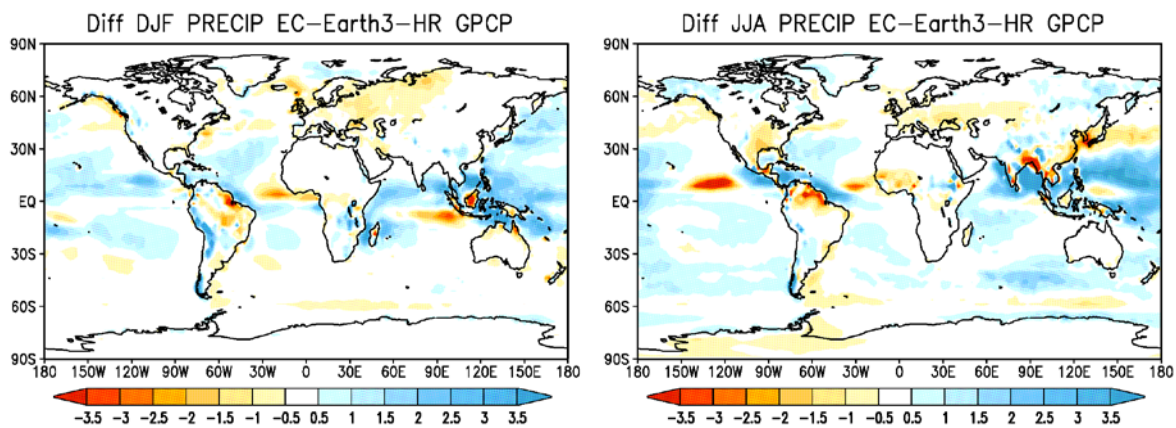 Diff DJF PRECIP EC-Earth3-HR GPCP
90N
60N
30N
EQ
30S
60S
90S
180 150W 120W 90W 60W 30W 0 30E 60E 90E 120E 150E 180
-3.5 -3 -2.5 -2 -1 -0.5 0.5 1 1.5 2 2.5 3 3.5
Diff JJA PRECIP EC-Earth3-HR GPCP
90N
60N
30N
EQ
30S
60S
90S
180 150W 120W 90W 60W 30W 0 30E 60E 90E 120E 150E 180
-3.5 -3 -2.5 -2 -1 -0.5 0.5 1 1.5 2 2.5 3 3.5